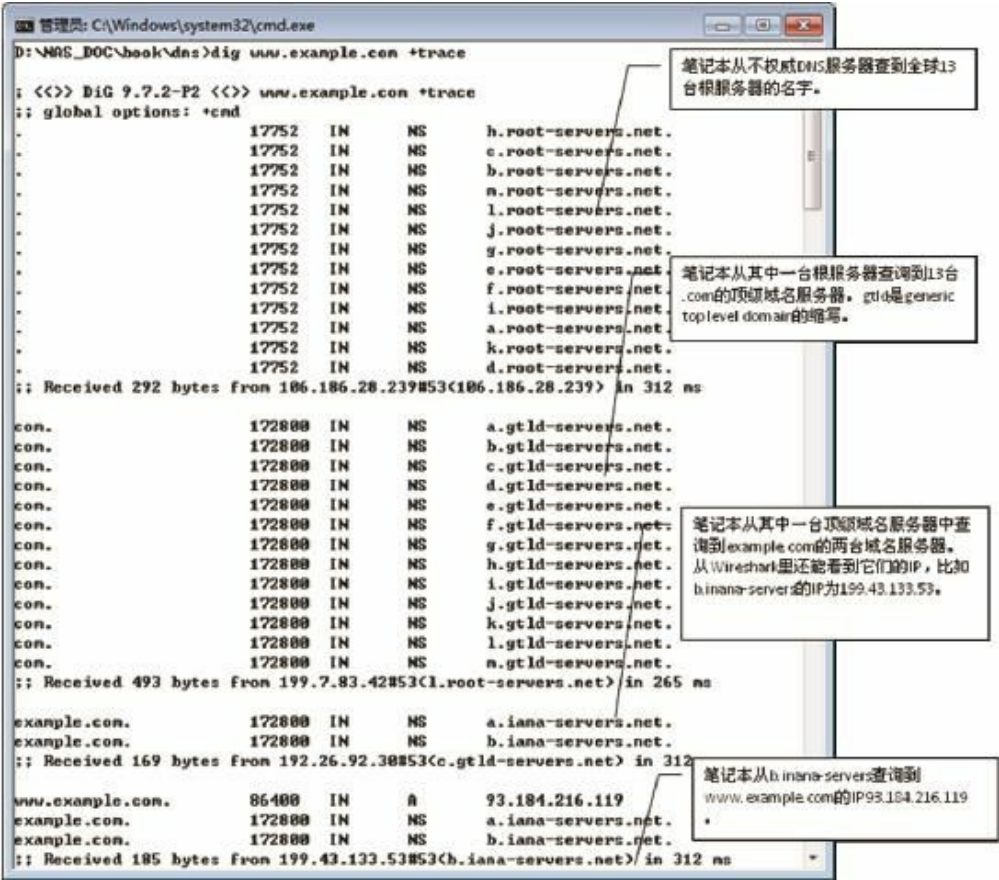 管理员: C:\Windows\system32\cmd.exe
D:\NAS_DOC\book\dns>dig www.example.com +trace
; <<>> DiG 9.7.2-P2 <<>> www.example.com +trace
;; global options: +cmd
. 17752 IN NS h.root-servers.net.
. 17752 IN NS c.root-servers.net.
. 17752 IN NS b.root-servers.net.
. 17752 IN NS m.root-servers.net.
. 17752 IN NS l.root-servers.net.
. 17752 IN NS j.root-servers.net.
. 17752 IN NS g.root-servers.net.
. 17752 IN NS e.root-servers.net.
. 17752 IN NS f.root-servers.net.
. 17752 IN NS i.root-servers.net.
. 17752 IN NS a.root-servers.net.
. 17752 IN NS k.root-servers.net.
. 17752 IN NS d.root-servers.net.
;; Received 292 bytes from 106.186.28.239#53(106.186.28.239) in 312 ms
com. 172800 IN NS a.gtld-servers.net.
com. 172800 IN NS b.gtld-servers.net.
com. 172800 IN NS c.gtld-servers.net.
com. 172800 IN NS d.gtld-servers.net.
com. 172800 IN NS e.gtld-servers.net.
com. 172800 IN NS f.gtld-servers.net.
com. 172800 IN NS g.gtld-servers.net.
com. 172800 IN NS h.gtld-servers.net.
com. 172800 IN NS i.gtld-servers.net.
com. 172800 IN NS j.gtld-servers.net.
com. 172800 IN NS k.gtld-servers.net.
com. 172800 IN NS l.gtld-servers.net.
com. 172800 IN NS m.gtld-servers.net.
;; Received 493 bytes from 199.7.83.42#53(l.root-servers.net) in 265 ms
example.com. 172800 IN NS a.iana-servers.net.
example.com. 172800 IN NS b.iana-servers.net.
;; Received 169 bytes from 192.26.92.30#53(c.gtld-servers.net) in 312
www.example.com. 86400 IN A 93.184.216.119
example.com. 172800 IN NS a.iana-servers.net.
example.com. 172800 IN NS b.iana-servers.net.
;; Received 185 bytes from 199.43.133.53#53(b.iana-servers.net) in 312 ms
笔记本从不权威DNS服务器查到全球13
台根服务器的名字。
笔记本从其中一台根服务器查询到13台
.com的顶级域名服务器。gtld是generic
top level domain的缩写。
笔记本从其中一台顶级域名服务器中查
询到example.com的两台域名服务器。
从Wireshark里还能看到它们的IP，比如
b.inana-servers的IP为199.43.133.53。
笔记本从b.inana-servers查询到
www.example.com的IP93.184.216.119
。